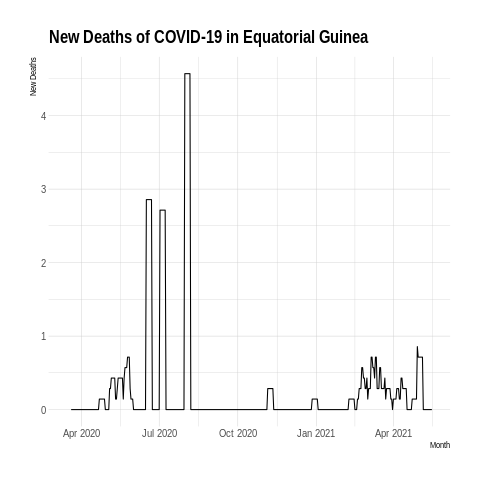 New Deaths of COVID-19 in Equatorial Guinea
New Deaths
4
3
2
1
0
Apr 2020 Jul 2020 Oct 2020 Jan 2021 Apr 2021
Month